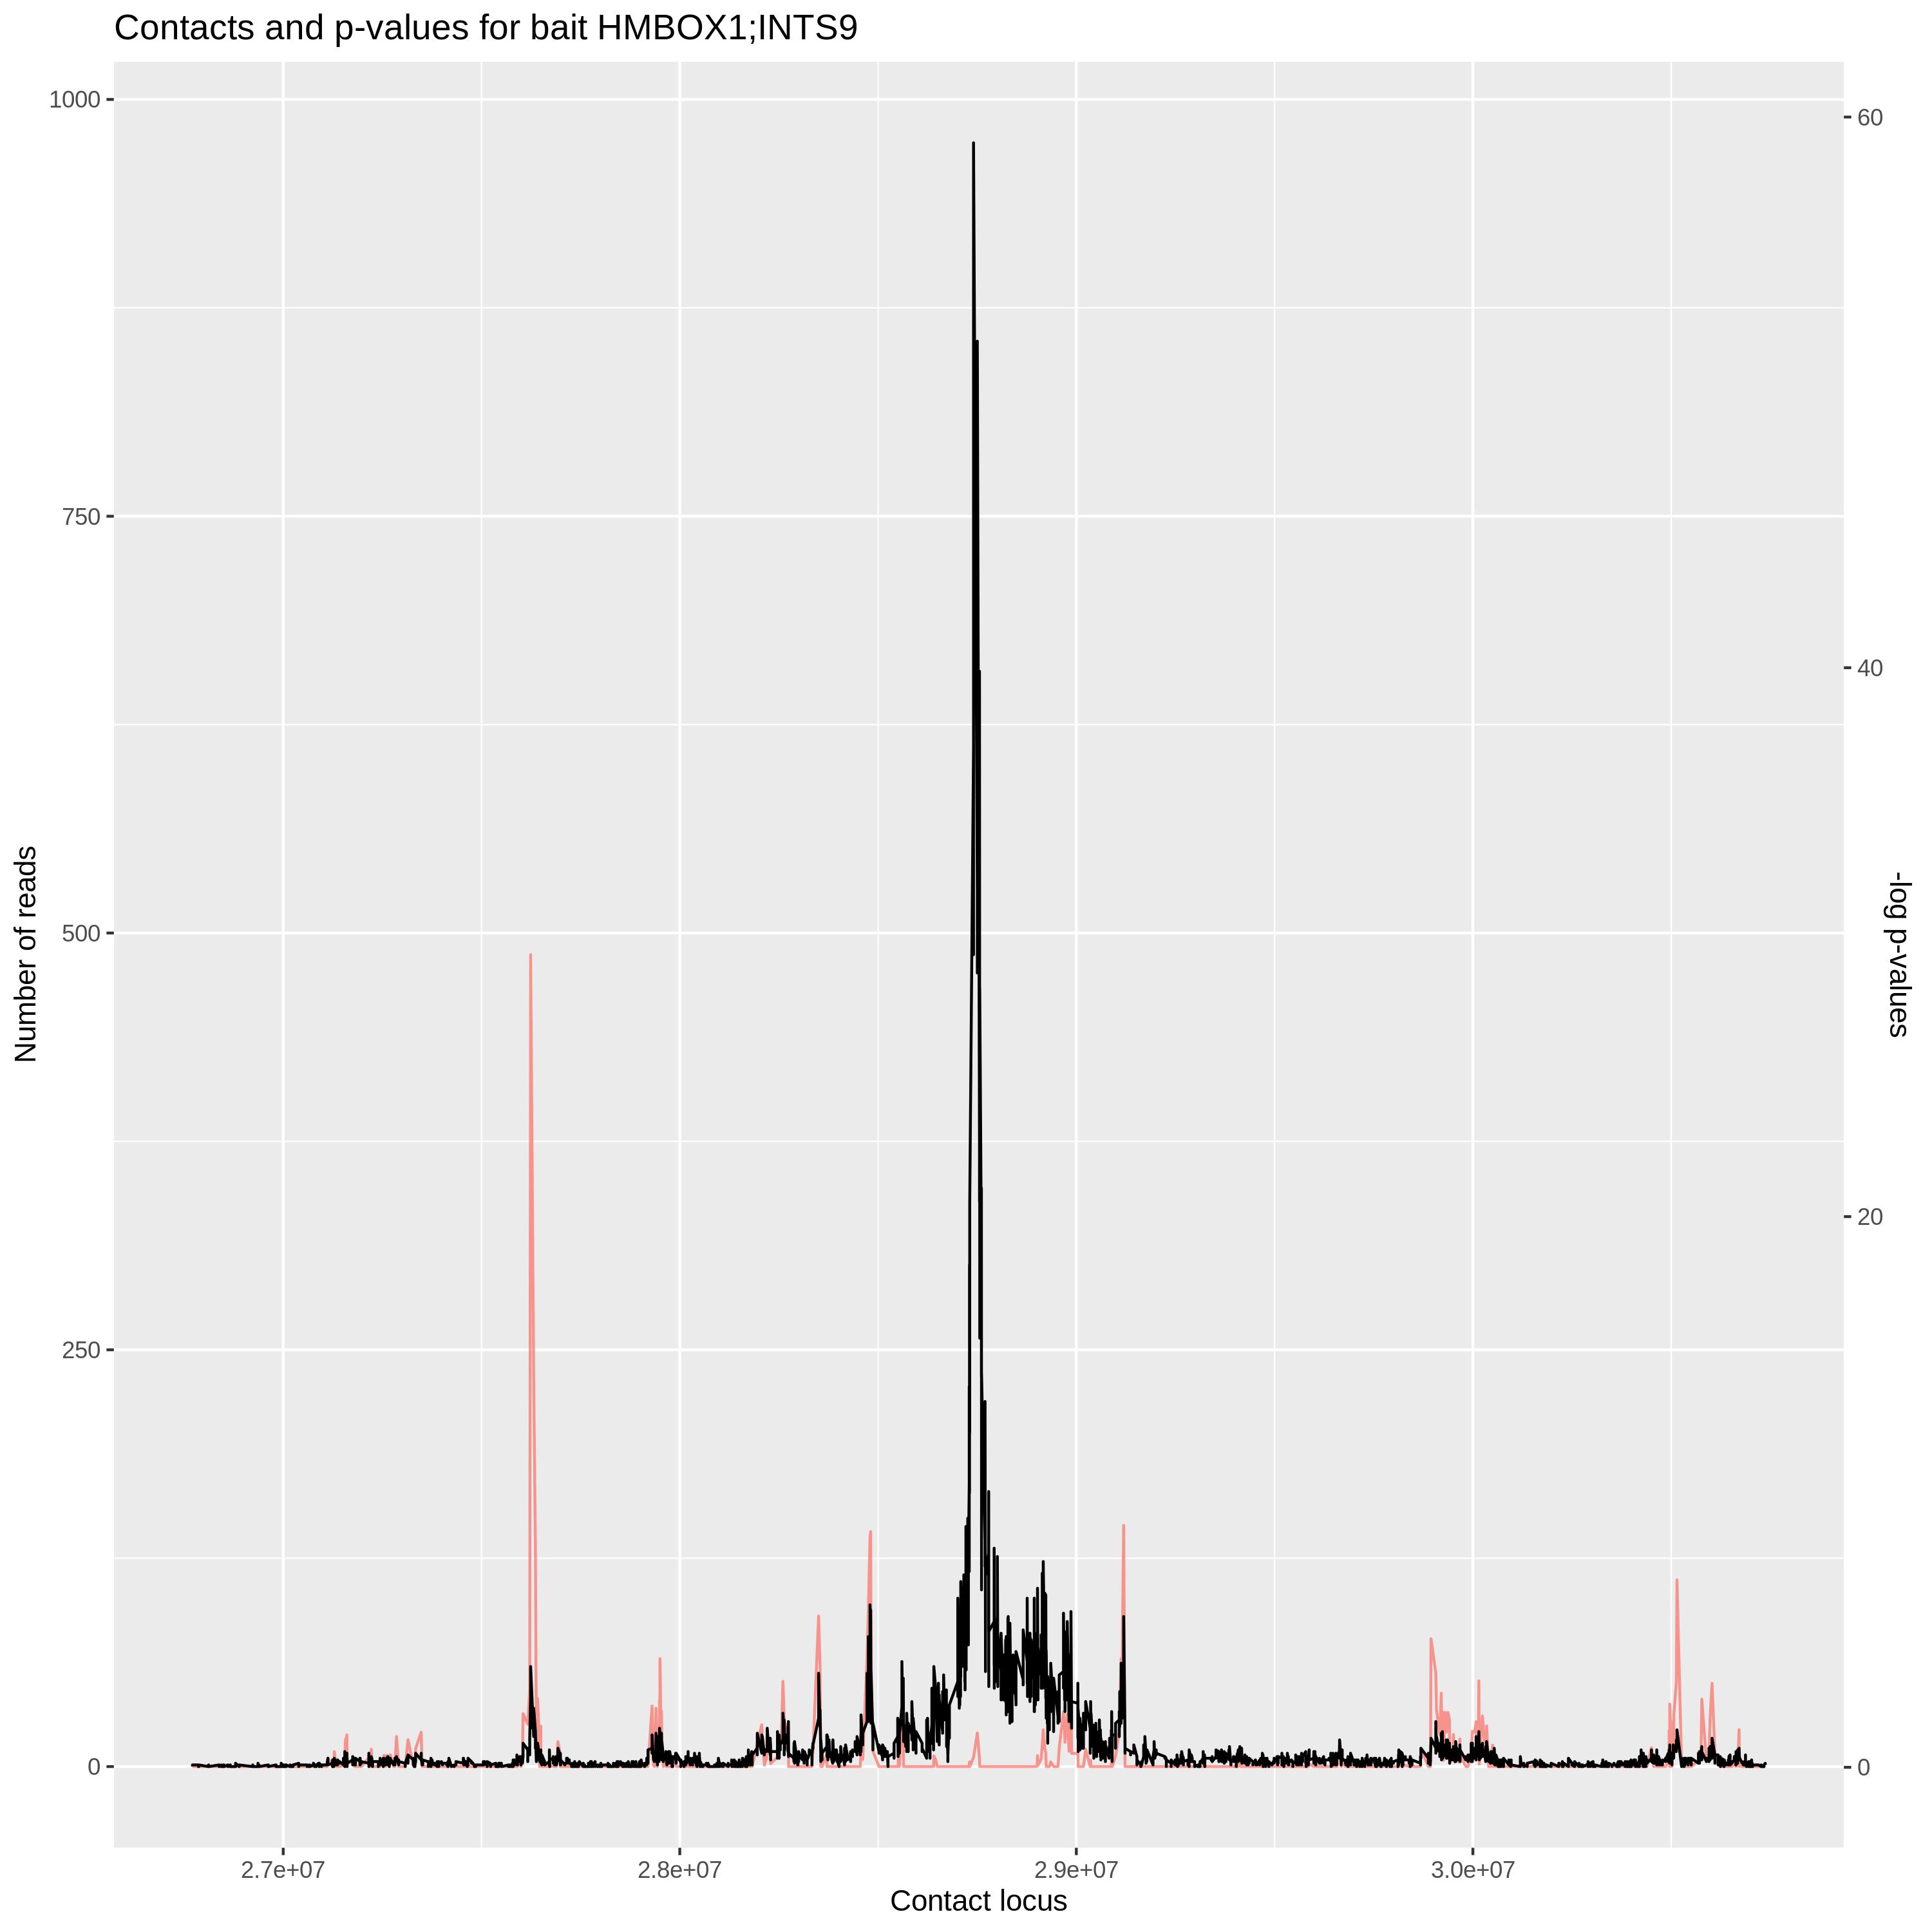 Contacts and p-values for bait HMBOX1;INTS9
1000
750
500
250
0
Number of reads
60
40
20
0
-log p-values
2.7e+07
2.8e+07
2.9e+07
3.0e+07
Contact locus